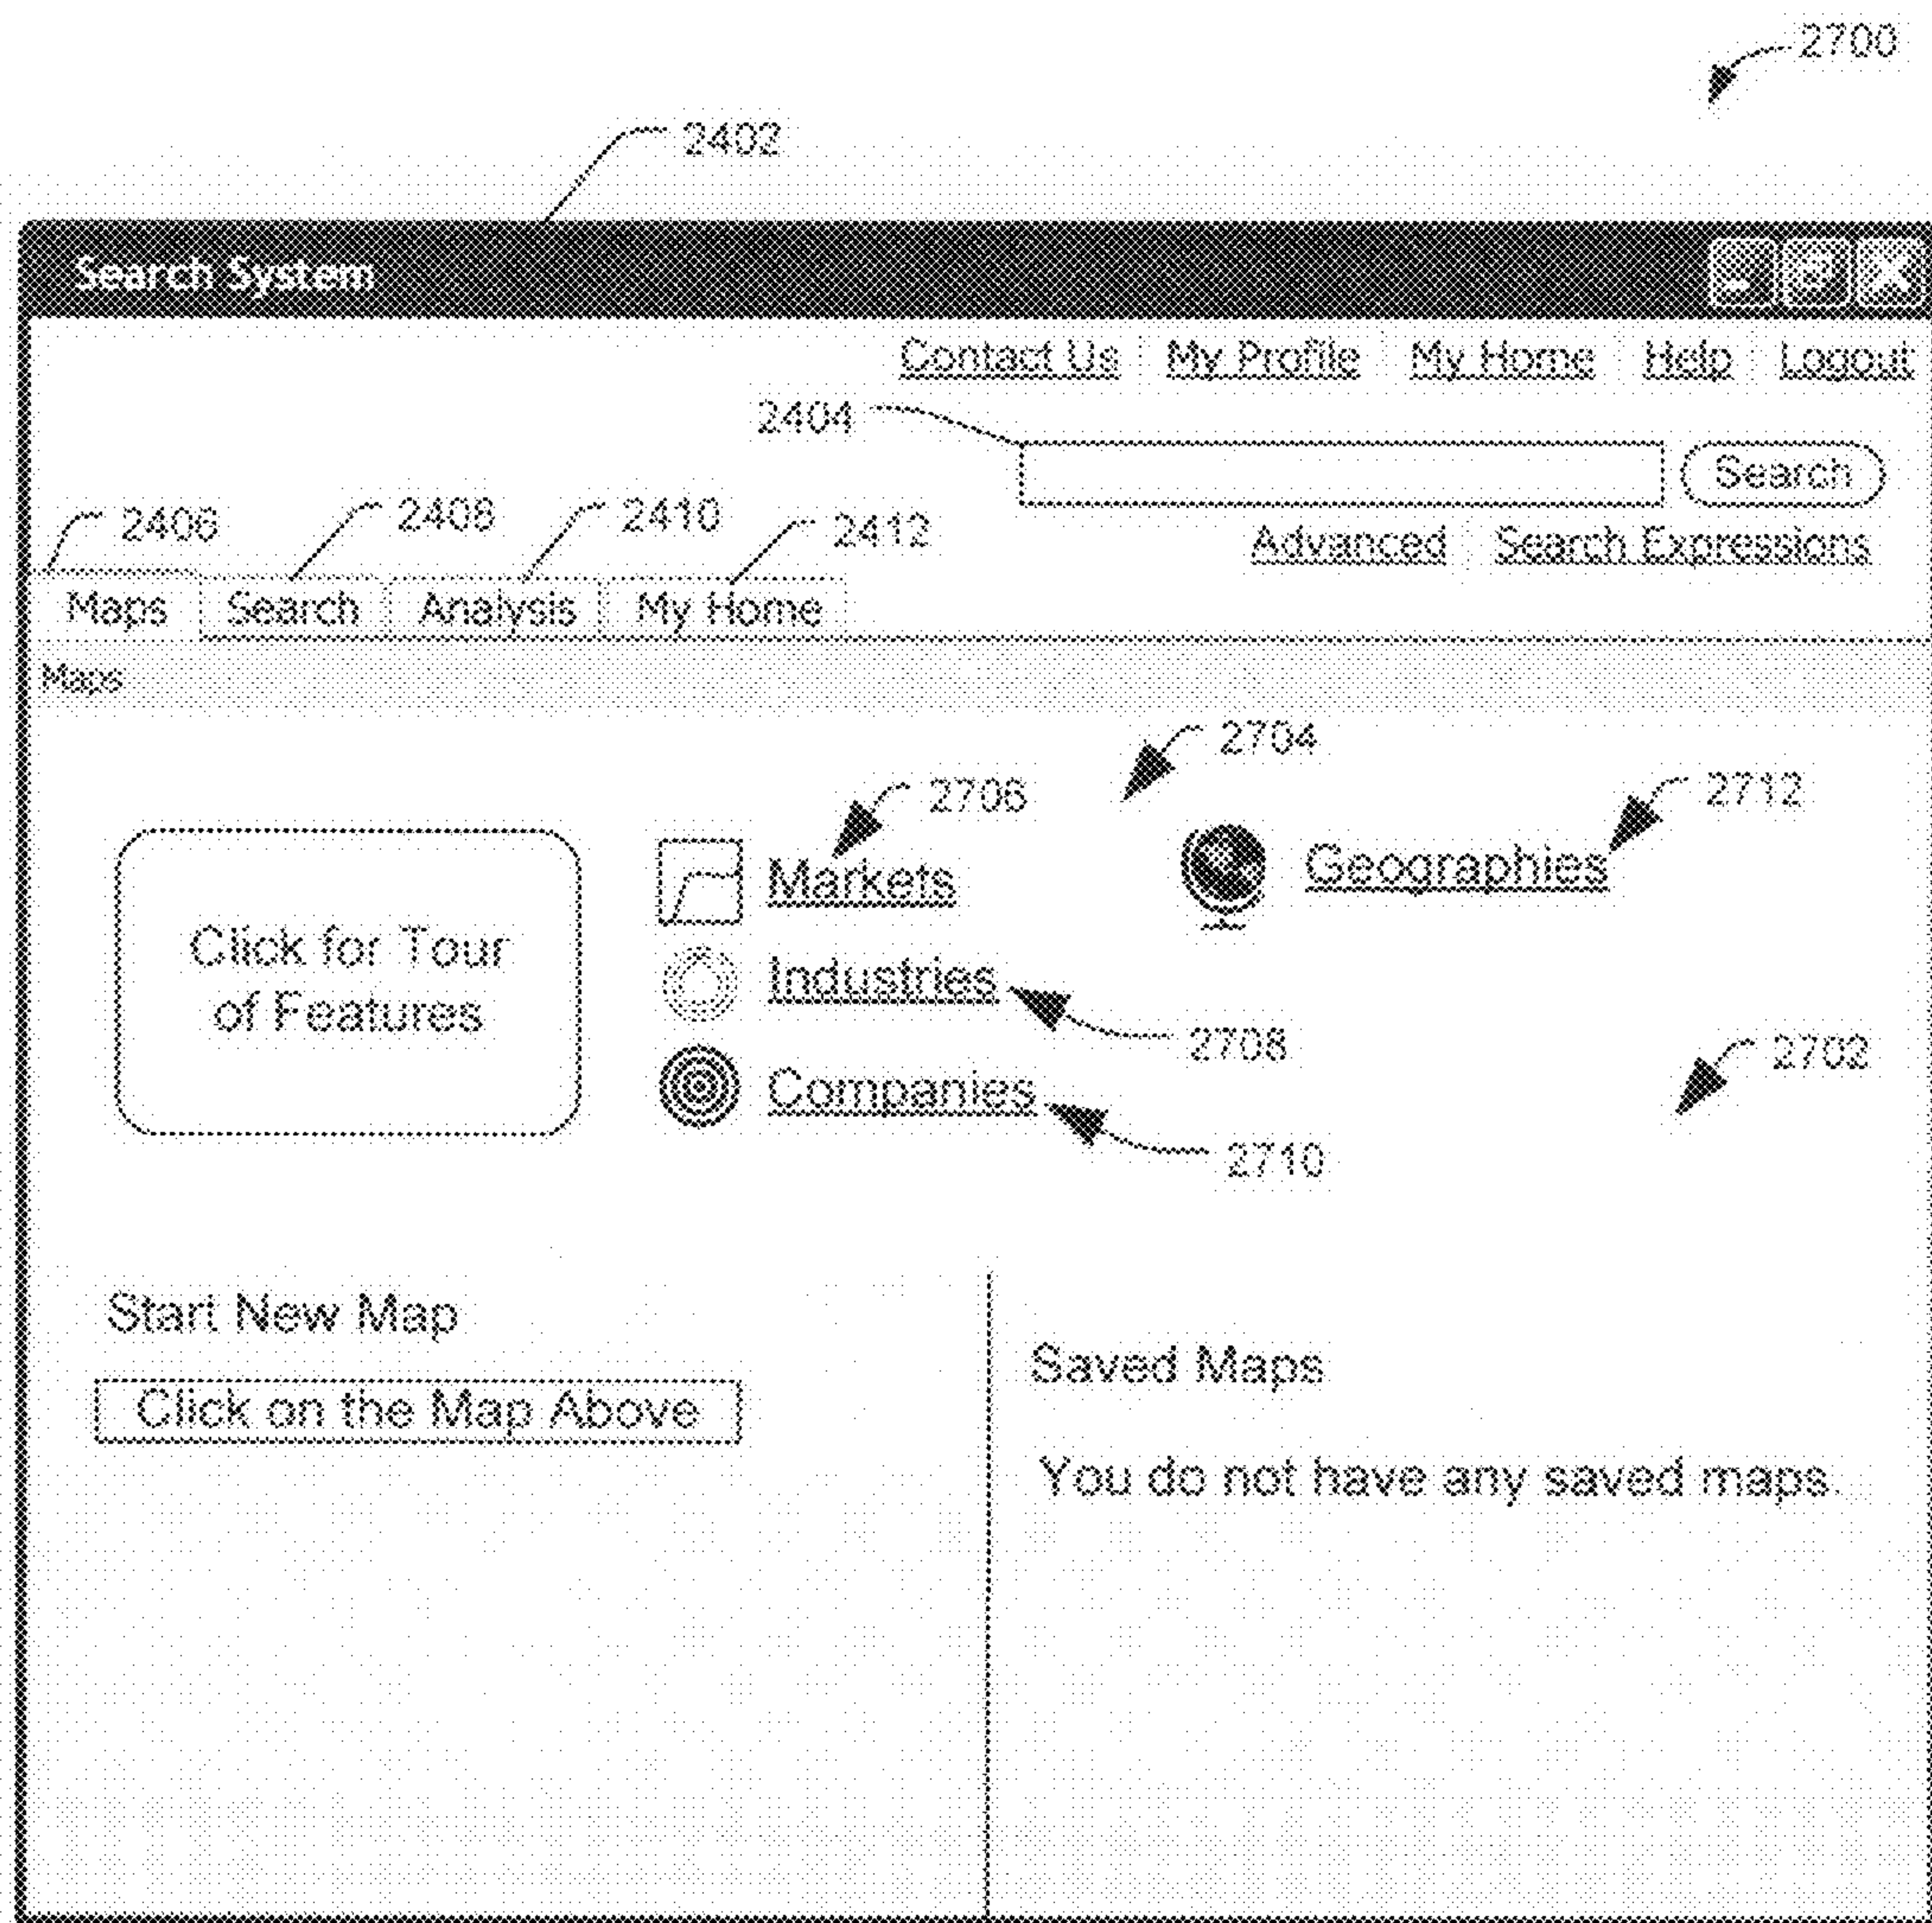 2700
2402
Search System
Contact Us My Profile My Home Help Logout
2404
Search
2406 2408 2410 2412
Advanced Search Expressions
Maps Search Analysis My Home
Maps
2704
2706 2712
Markets Geographies
Click for Tour
of Features
Industries
2708 2702
Companies
2710
Start New Map
Saved Maps
Click on the Map Above
You do not have any saved maps.